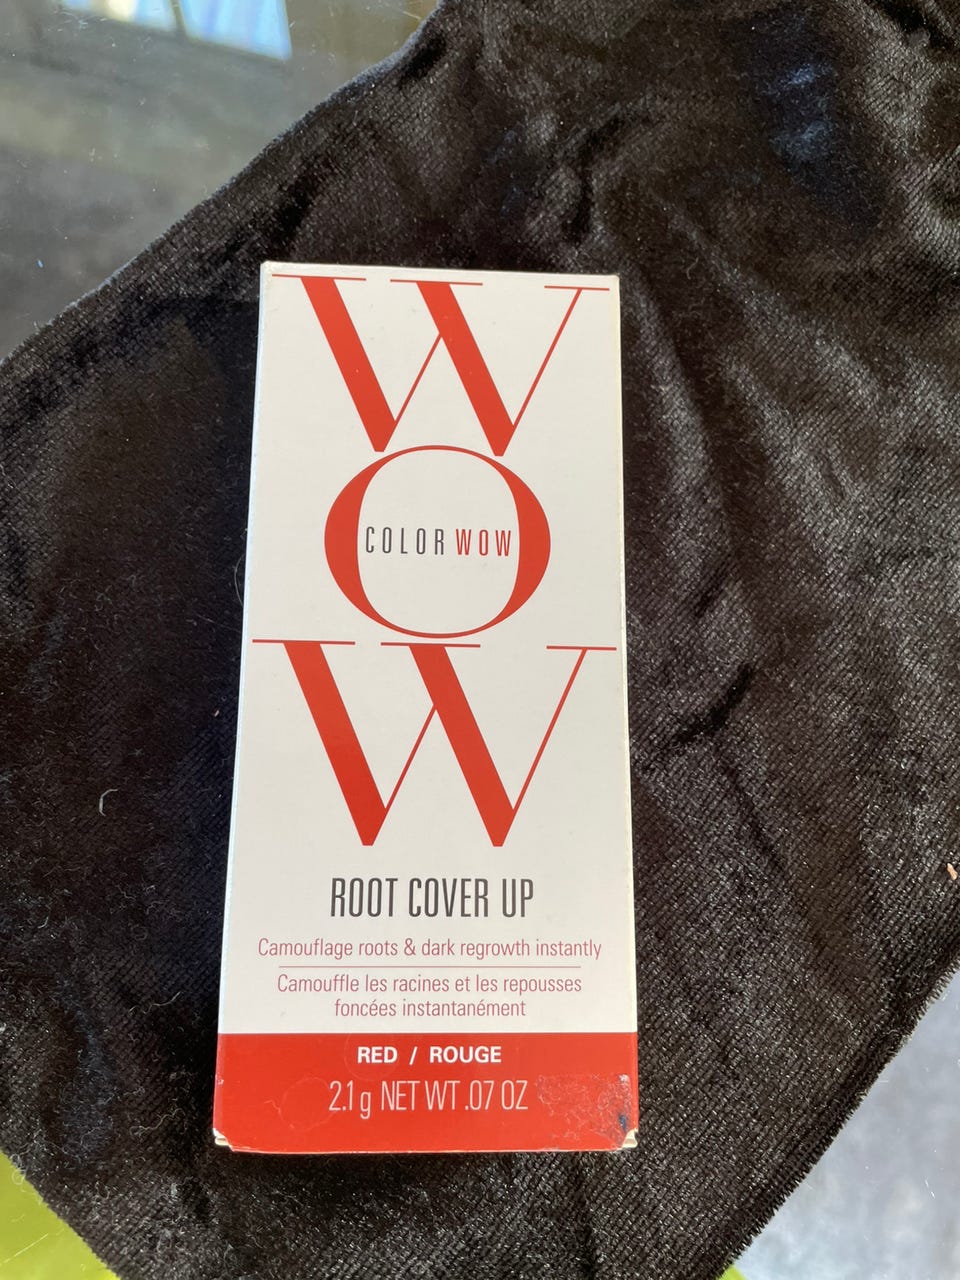 WOW
COLOR WOW
ROOT COVER UP
Camouflage roots & dark regrowth instantly
Camouffle les racines et les repousses
foncées instantanément
RED / ROUGE
2.1 g NET WT .07 OZ